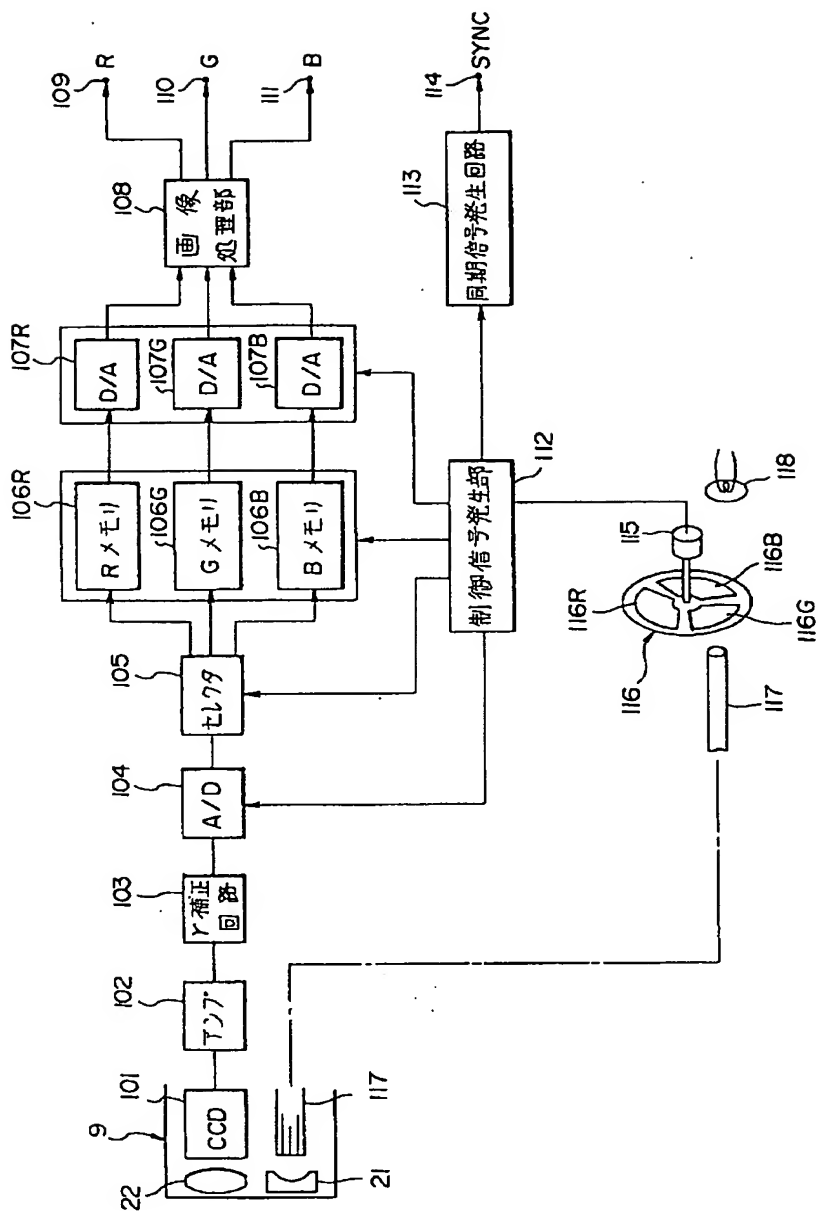 109
R
110
G
111
B
108
画像
処理部
107R
D/A
107G
D/A
107B
D/A
106R
Rメモリ
106G
Gメモリ
106B
Bメモリ
105
セレクタ
104
A/D
103
γ補正
回路
102
アンプ
101
CCD
9
22
21
117
114
SYNC
113
同期信号発生回路
112
制御信号発生部
115
118
116R
116B
116G
116
117